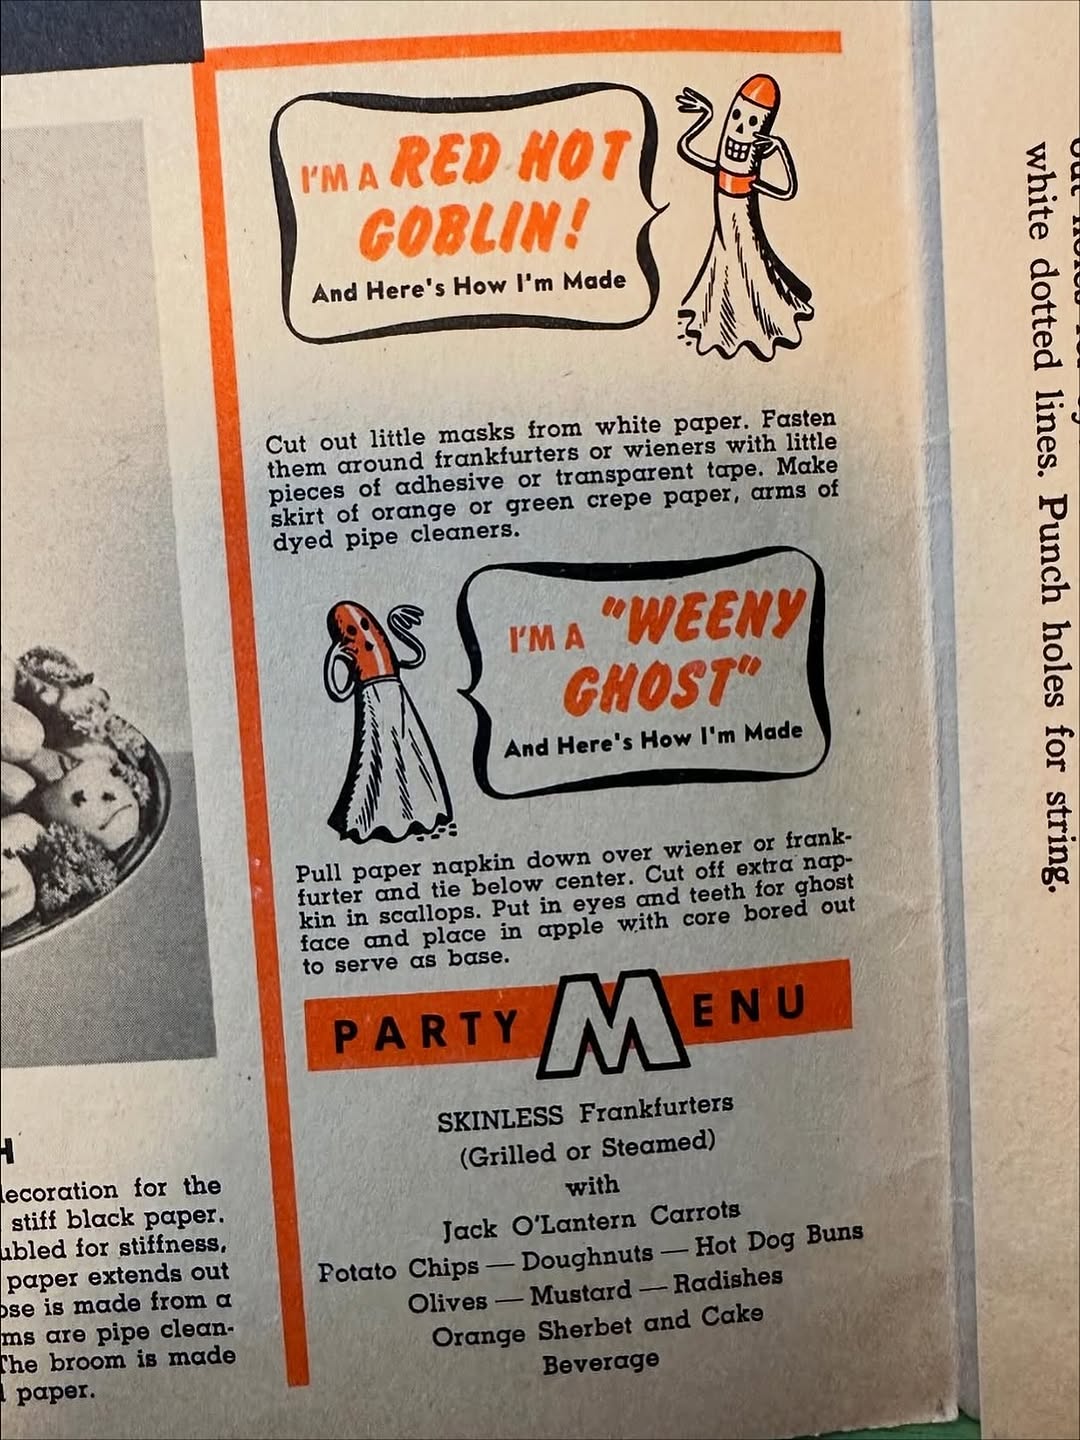 I'M A RED HOT
GOBLIN!
And Here's How I'm Made
Cut out little masks from white paper. Fasten
them around frankfurters or wieners with little
pieces of adhesive or transparent tape. Make
skirt of orange or green crepe paper, arms of
dyed pipe cleaners.
I'M A "WEENY
GHOST"
And Here's How I'm Made
Pull paper napkin down over wiener or frank-
furter and tie below center. Cut off extra nap-
kin in scallops. Put in eyes and teeth for ghost
face and place in apple with core bored out
to serve as base.
PARTY MENU
SKINLESS Frankfurters
(Grilled or Steamed)
with
Jack O'Lantern Carrots
Potato Chips — Doughnuts — Hot Dog Buns
Olives — Mustard — Radishes
Orange Sherbet and Cake
Beverage
decoration for the
stiff black paper.
for stiffness,
paper extends out
is made from a
are pipe clean-
The broom is made
paper.
white dotted lines. Punch holes for string.